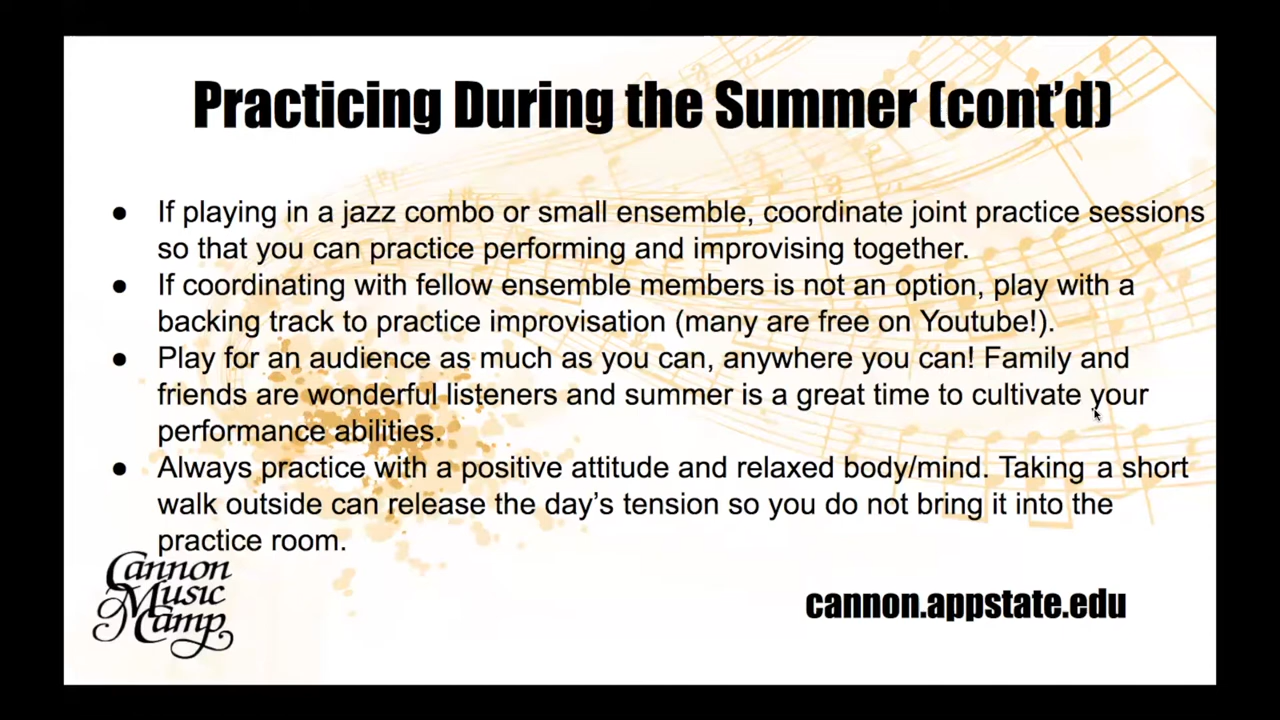 Practicing During the Summer (cont'd)
● If playing in a jazz combo or small ensemble, coordinate joint practice sessions
so that you can practice performing and improvising together.
● If coordinating with fellow ensemble members is not an option, play with a
backing track to practice improvisation (many are free on Youtube!).
● Play for an audience as much as you can, anywhere you can! Family and
friends are wonderful listeners and summer is a great time to cultivate your
performance abilities.
● Always practice with a positive attitude and relaxed body/mind. Taking a short
walk outside can release the day's tension so you do not bring it into the
practice room.
Cannon
Music
Camp
cannon.appstate.edu